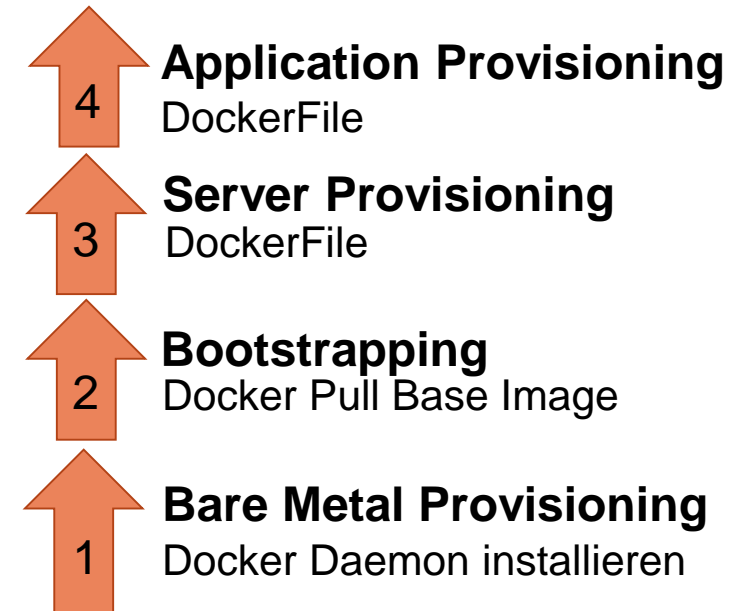 4
Application Provisioning
DockerFile
3
Server Provisioning
DockerFile
2
Bootstrapping
Docker Pull Base Image
1
Bare Metal Provisioning
Docker Daemon installieren